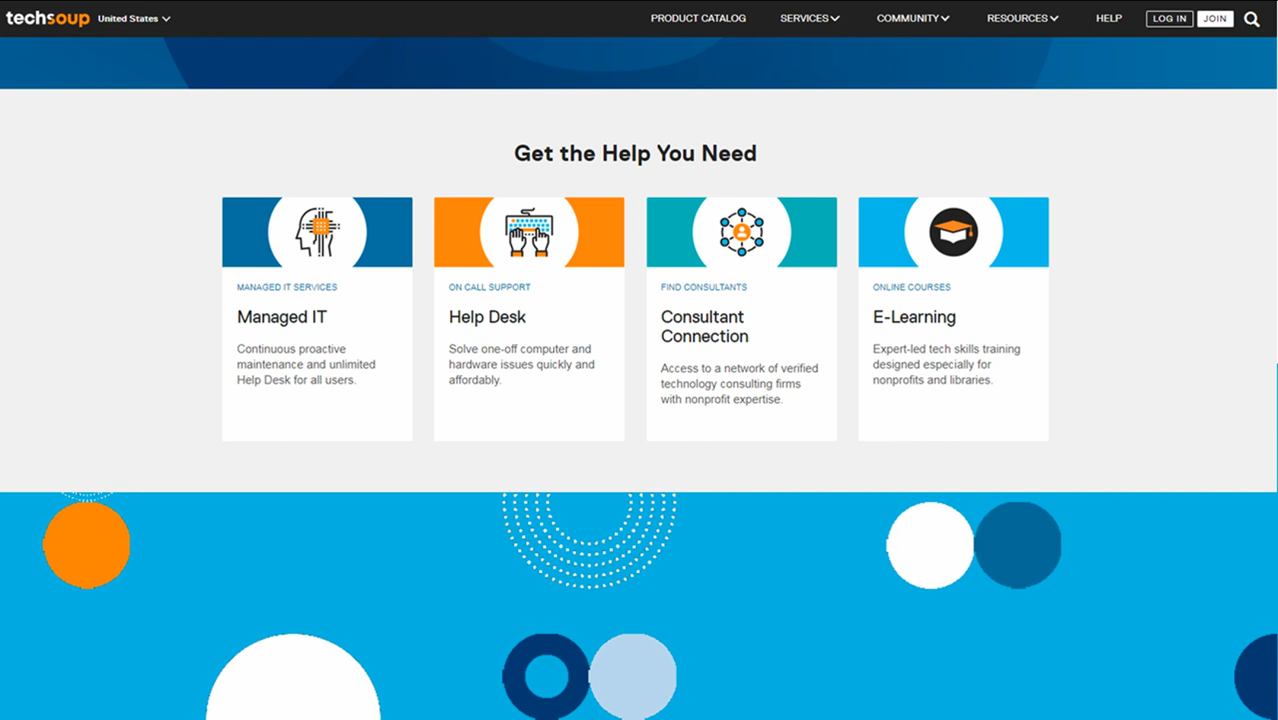 techsoup United States PRODUCT CATALOG SERVICES COMMUNITY RESOURCES HELP LOG IN JOIN
Get the Help You Need
MANAGED IT SERVICES
Managed IT
Continuous proactive
maintenance and unlimited
Help Desk for all users.
ON CALL SUPPORT
Help Desk
Solve one-off computer and
hardware issues quickly and
affordably.
FIND CONSULTANTS
Consultant
Connection
Access to a network of verified
technology consulting firms
with nonprofit expertise.
ONLINE COURSES
E-Learning
Expert-led tech skills training
designed especially for
nonprofits and libraries.